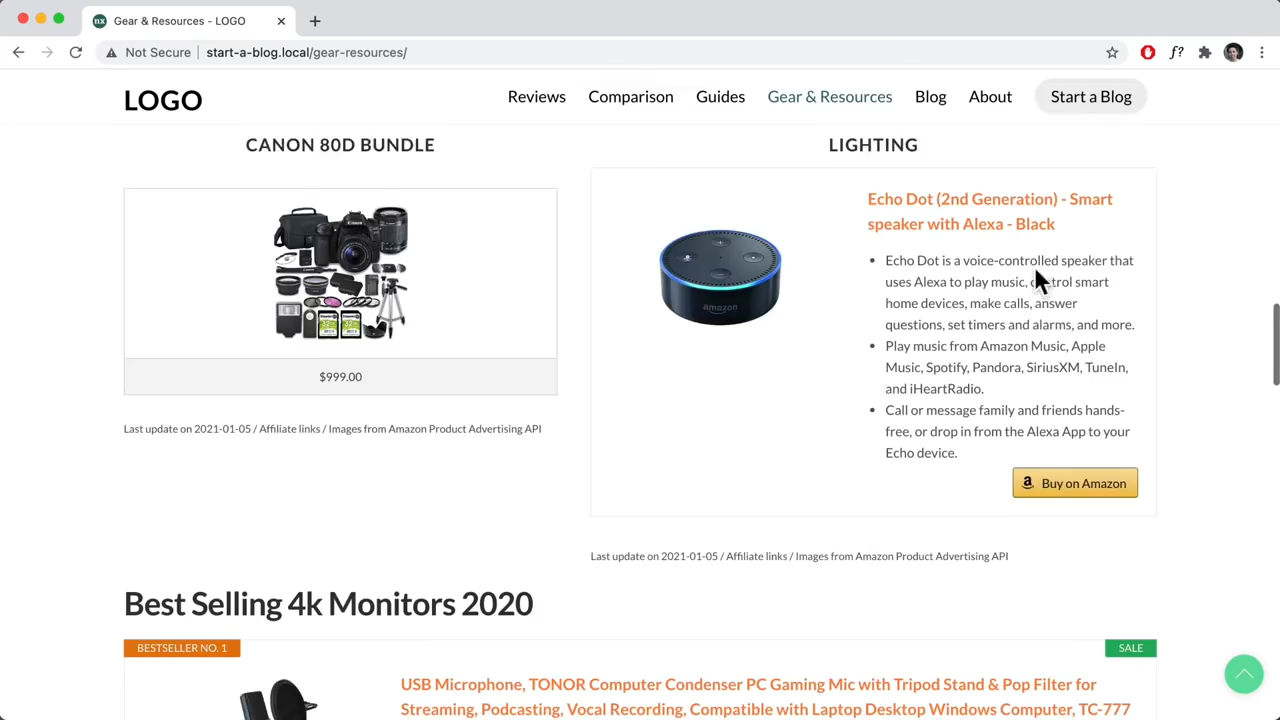 Gear & Resources - LOGO
Not Secure
start-a-blog.local/gear-resources/
LOGO
Reviews
Comparison
Guides
Gear & Resources
Blog
About
Start a Blog
CANON 80D BUNDLE
$999.00
Last update on 2021-01-05 / Affiliate links / Images from Amazon Product Advertising API
LIGHTING
amazon
Echo Dot (2nd Generation) - Smart
speaker with Alexa - Black
Echo Dot is a voice-controlled speaker that
uses Alexa to play music, control smart
home devices, make calls, answer
questions, set timers and alarms, and more.
Play music from Amazon Music, Apple
Music, Spotify, Pandora, SiriusXM, TuneIn,
and iHeartRadio.
Call or message family and friends hands-
free, or drop in from the Alexa App to your
Echo device.
Buy on Amazon
Last update on 2021-01-05 / Affiliate links / Images from Amazon Product Advertising API
Best Selling 4k Monitors 2020
BESTSELLER NO. 1
SALE
USB Microphone, TONOR Computer Condenser PC Gaming Mic with Tripod Stand & Pop Filter for
Streaming, Podcasting, Vocal Recording, Compatible with Laptop Desktop Windows Computer, TC-777